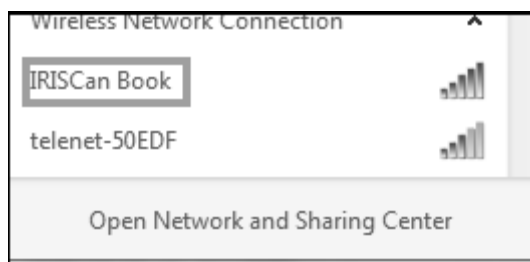 Wireless Network Connection
IRISCan Book
telenet-50EDF
Open Network and Sharing Center